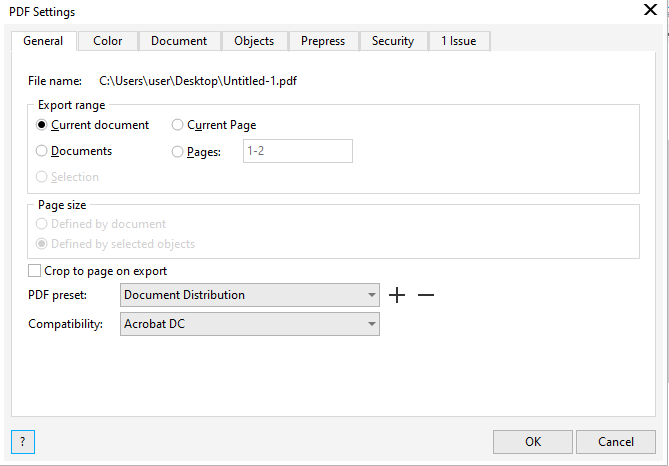 PDF Settings
General Color Document Objects Prepress Security 1 Issue
File name: C:\Users\user\Desktop\Untitled-1.pdf
Export range
Current document Current Page
Documents Pages: 1-2
Selection
Page size
Defined by document
Defined by selected objects
Crop to page on export
PDF preset: Document Distribution
Compatibility: Acrobat DC
? OK Cancel